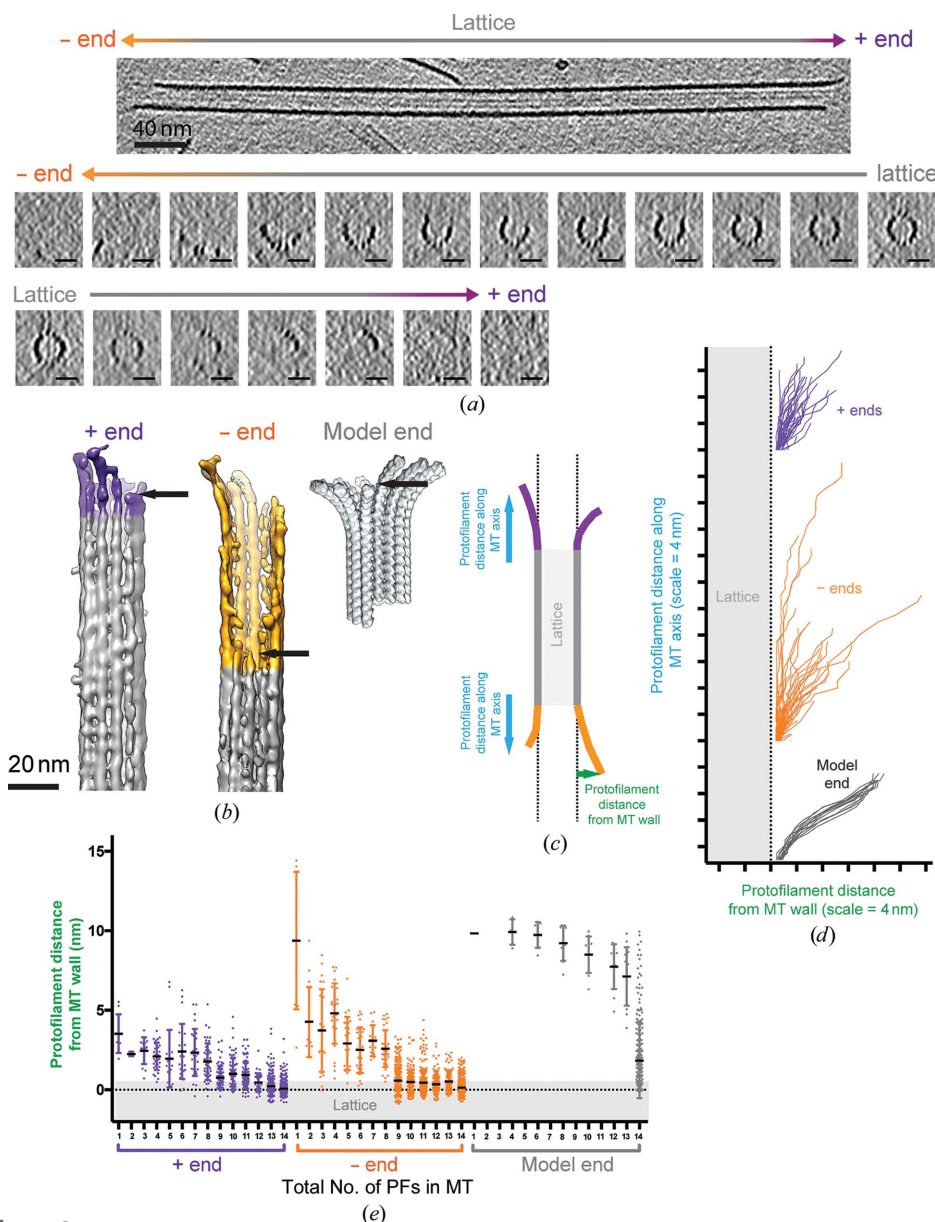 Lattice
– end
+ end
40 nm
– end
lattice
Lattice
+ end
(a)
+ end
– end
Model end
20 nm
(b)
Protofilament
distance along
MT axis
Lattice
Protofilament
distance along
MT axis
Protofilament
distance
from MT wall
(c)
Protofilament distance along
MT axis (scale = 4 nm)
Lattice
+ ends
– ends
Model
end
Protofilament distance
from MT wall (scale = 4 nm)
(d)
Protofilament distance
from MT wall (nm)
15
10
5
0
Lattice
1 2 3 4 5 6 7 8 9 10 11 12 13 14 1 2 3 4 5 6 7 8 9 10 11 12 13 14 1 2 3 4 5 6 7 8 9 10 11 12 13 14
+ end – end Model end
Total No. of PFs in MT
(e)